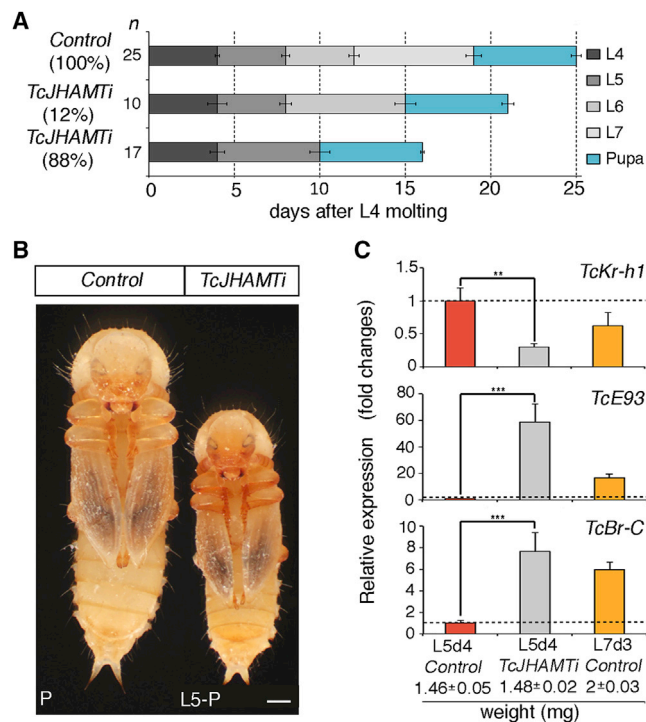 A
n
Control
(100%)
25
TcJHAMTi
(12%)
10
TcJHAMTi
(88%)
17
0 5 10 15 20 25
days after L4 molting
L4
L5
L6
L7
Pupa
B
Control TcJHAMTi
P L5-P
C
Relative expression (fold changes)
TcKr-h1
1.5
1
0.5
0
**
TcE93
80
60
40
20
0
***
TcBr-C
10
8
6
4
2
0
***
L5d4 L5d4 L7d3
Control TcJHAMTi Control
1.46±0.05 1.48±0.02 2±0.03
weight (mg)